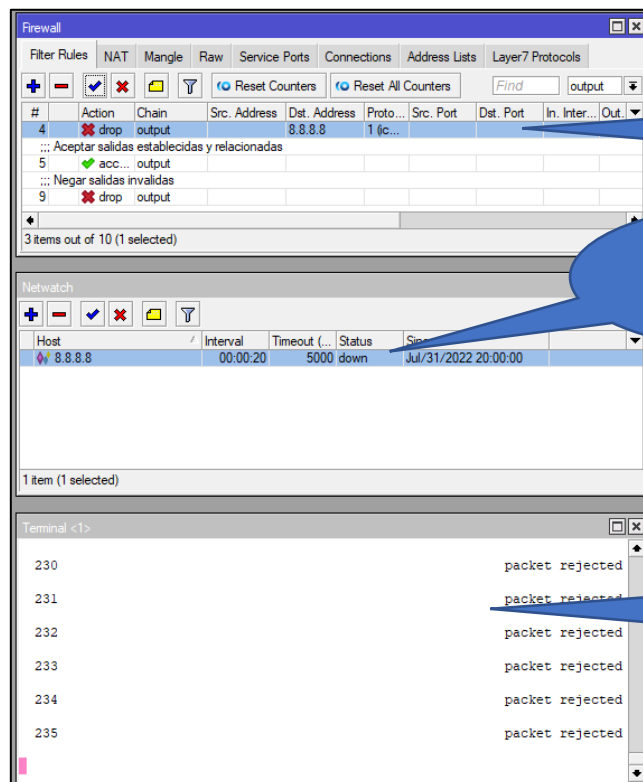 Firewall
Filter Rules NAT Mangle Raw Service Ports Connections Address Lists Layer7 Protocols
Reset Counters Reset All Counters Find output
# Action Chain Src. Address Dst. Address Proto... Src. Port Dst. Port In. Inter... Out.
4 drop output 8.8.8.8 1 (ic...
;;; Aceptar salidas establecidas y relacionadas
5 acc... output
;;; Negar salidas invalidas
9 drop output
3 items out of 10 (1 selected)
Netwatch
Host Interval Timeout (... Status
8.8.8.8 00:00:20 5000 down Jul/31/2022 20:00:00
1 item (1 selected)
Terminal <1>
230 packet rejected
231 packet rejected
232 packet rejected
233 packet rejected
234 packet rejected
235 packet rejected